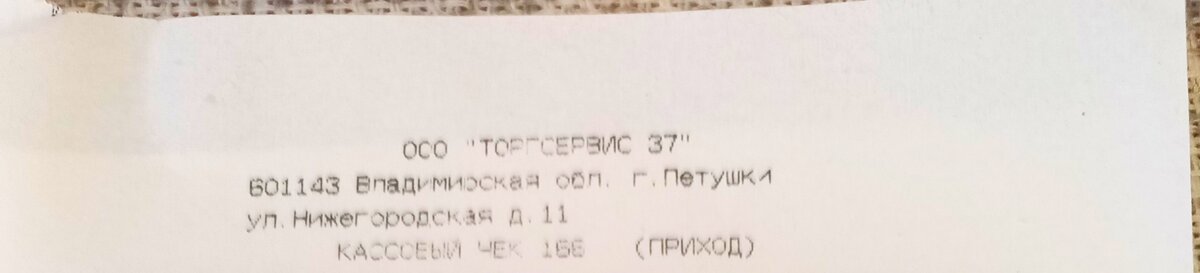 ООО "ТОРГСЕРВИС 37"
601143 Владимирская обл. г.Петушки
ул.Нижегородская д.11
КАССОВЫЙ ЧЕК 166 (ПРИХОД)